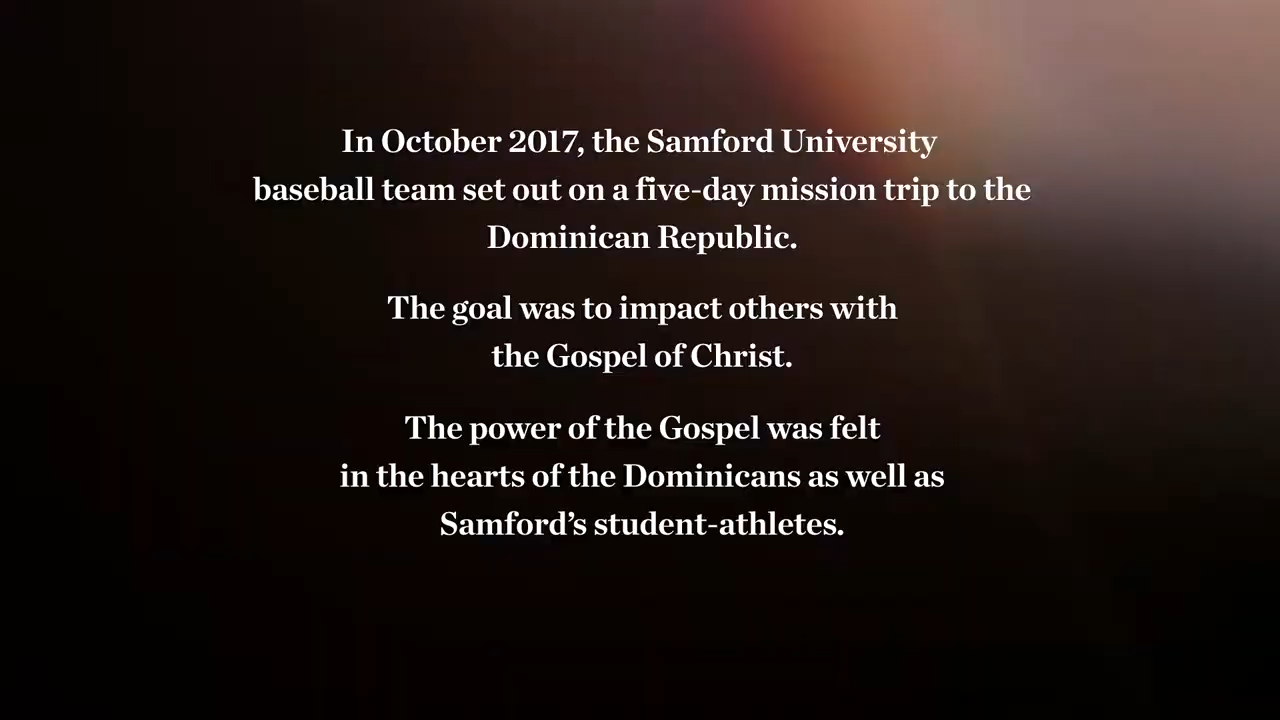 In October 2017, the Samford University
baseball team set out on a five-day mission trip to the
Dominican Republic.
The goal was to impact others with
the Gospel of Christ.
The power of the Gospel was felt
in the hearts of the Dominicans as well as
Samford’s student-athletes.